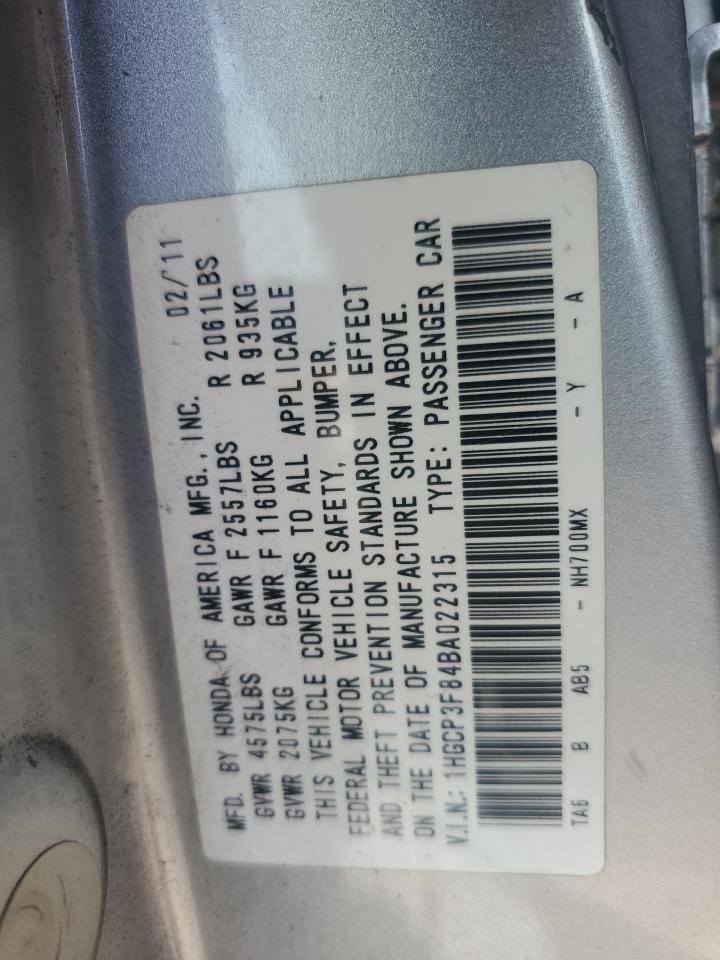 MFD. BY HONDA OF AMERICA MFG., INC. 02/'11
GVWR 4575LBS GAWR F 2557LBS R 2061LBS
GVWR 2075KG GAWR F 1160KG R 935KG
THIS VEHICLE CONFORMS TO ALL APPLICABLE
FEDERAL MOTOR VEHICLE SAFETY, BUMPER,
AND THEFT PREVENTION STANDARDS IN EFFECT
ON THE DATE OF MANUFACTURE SHOWN ABOVE.
V.I.N.: 1HGCP3F84BA022315 TYPE: PASSENGER CAR
TA6 B AB5 - NH700MX - Y - A